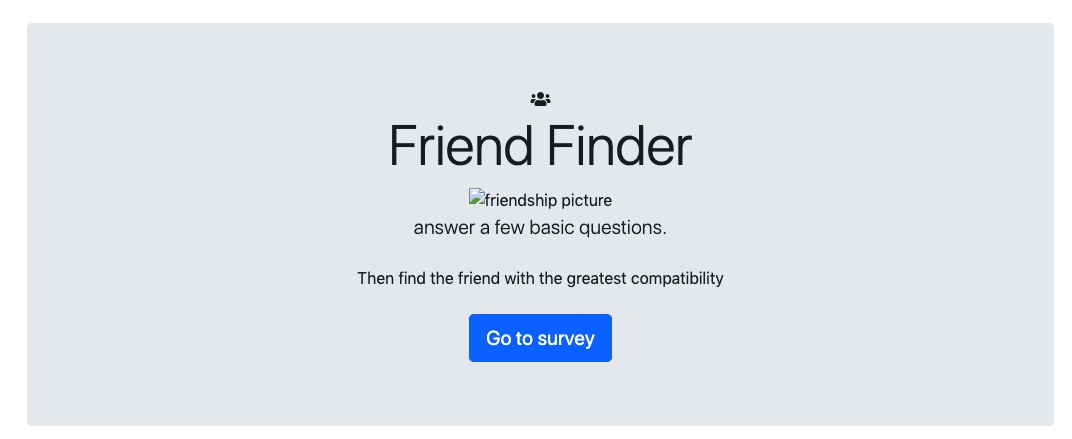 Friend Finder
friendship picture
answer a few basic questions.
Then find the friend with the greatest compatibility
Go to survey